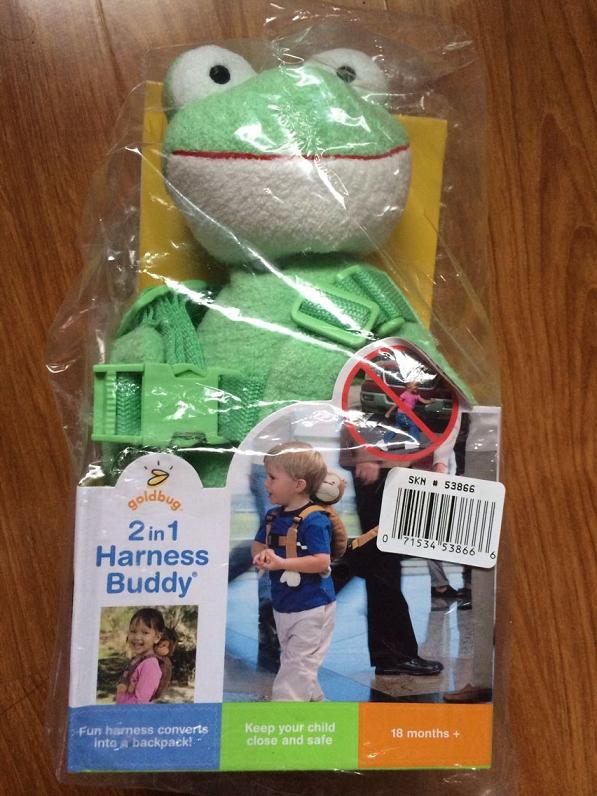 SKN # 53866
0 71534 53866 6
goldbug
2 in 1
Harness
Buddy®
Fun harness converts
into a backpack!
Keep your child
close and safe
18 months +